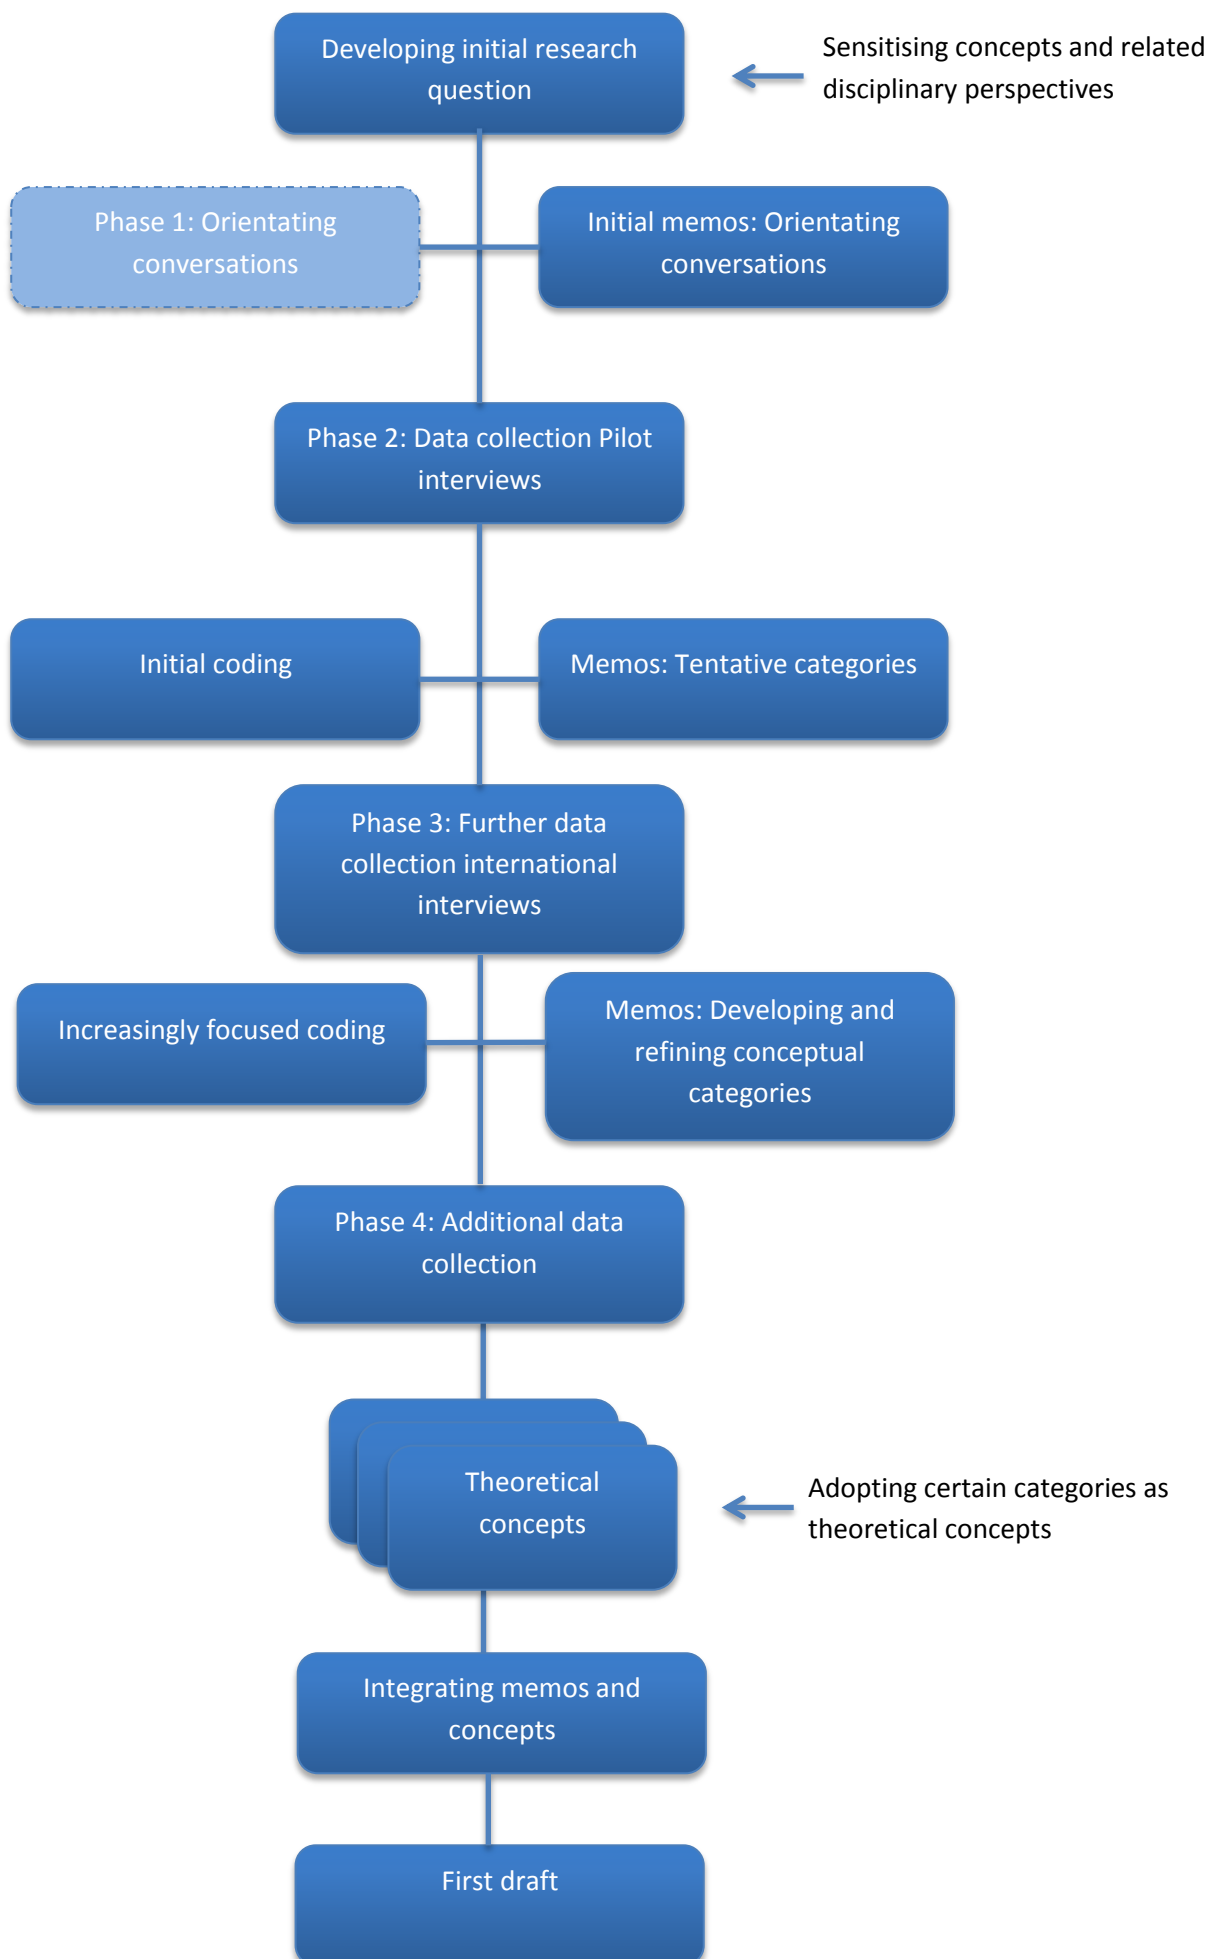 Developing initial research
question
Sensitising concepts and related
disciplinary perspectives
Phase 1: Orientating
conversations
Initial memos: Orientating
conversations
Phase 2: Data collection Pilot
interviews
Initial coding
Memos: Tentative categories
Phase 3: Further data
collection international
interviews
Increasingly focused coding
Memos: Developing and
refining conceptual
categories
Phase 4: Additional data
collection
Theoretical
concepts
Adopting certain categories as
theoretical concepts
Integrating memos and
concepts
First draft